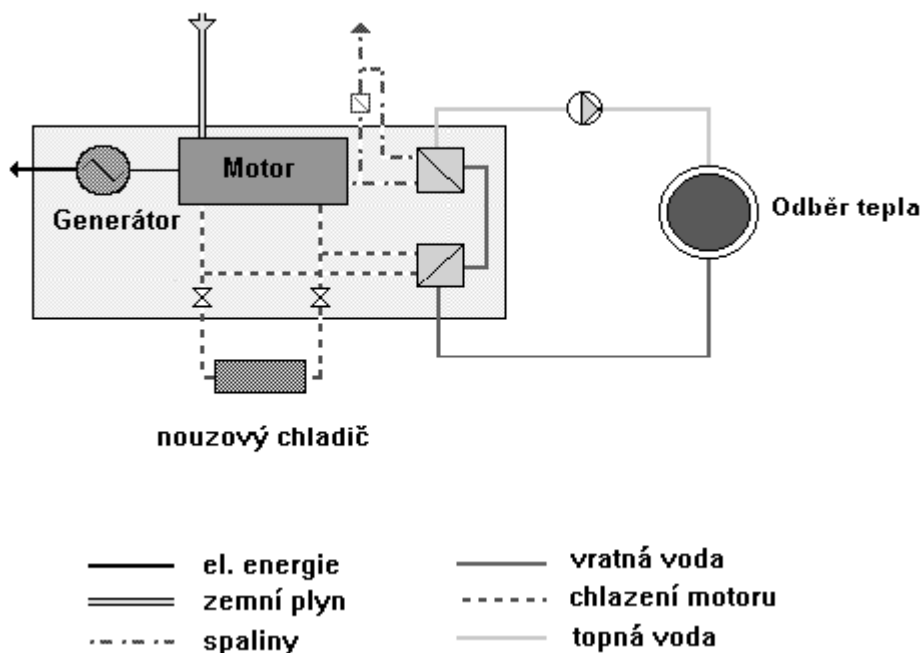 Motor
Generátor
Odběr tepla
nouzový chladič
el. energie
zemní plyn
spaliny
vratná voda
chlazení motoru
topná voda